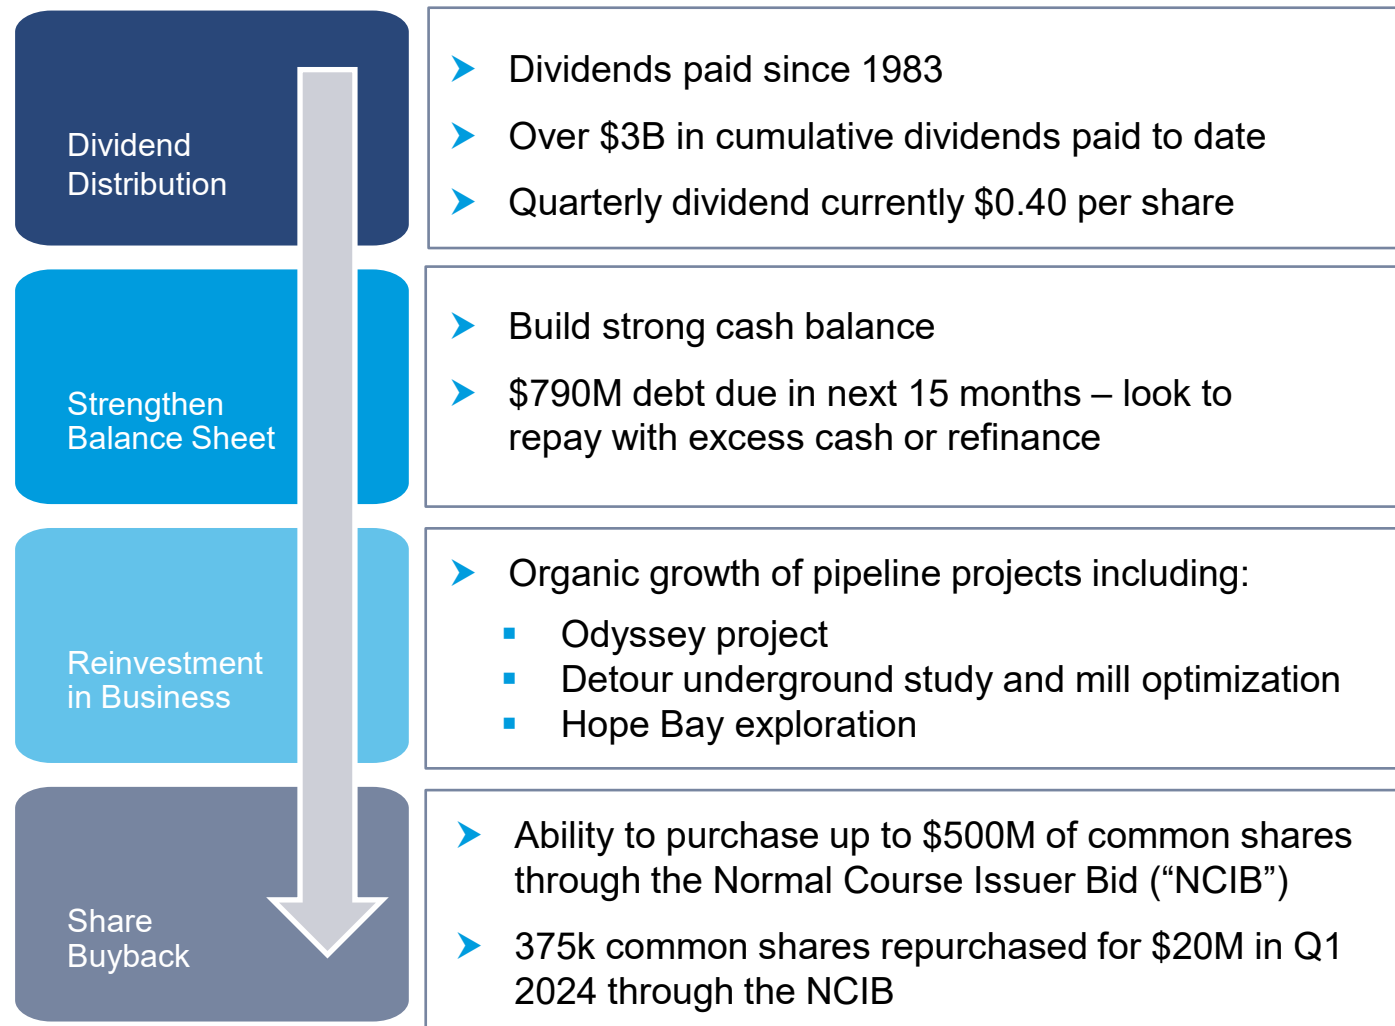 Dividend
Distribution
➤ Dividends paid since 1983
➤ Over $3B in cumulative dividends paid to date
➤ Quarterly dividend currently $0.40 per share
Strengthen
Balance Sheet
➤ Build strong cash balance
➤ $790M debt due in next 15 months – look to
repay with excess cash or refinance
Reinvestment
in Business
➤ Organic growth of pipeline projects including:
▪ Odyssey project
▪ Detour underground study and mill optimization
▪ Hope Bay exploration
Share
Buyback
➤ Ability to purchase up to $500M of common shares
through the Normal Course Issuer Bid (“NCIB”)
➤ 375k common shares repurchased for $20M in Q1
2024 through the NCIB